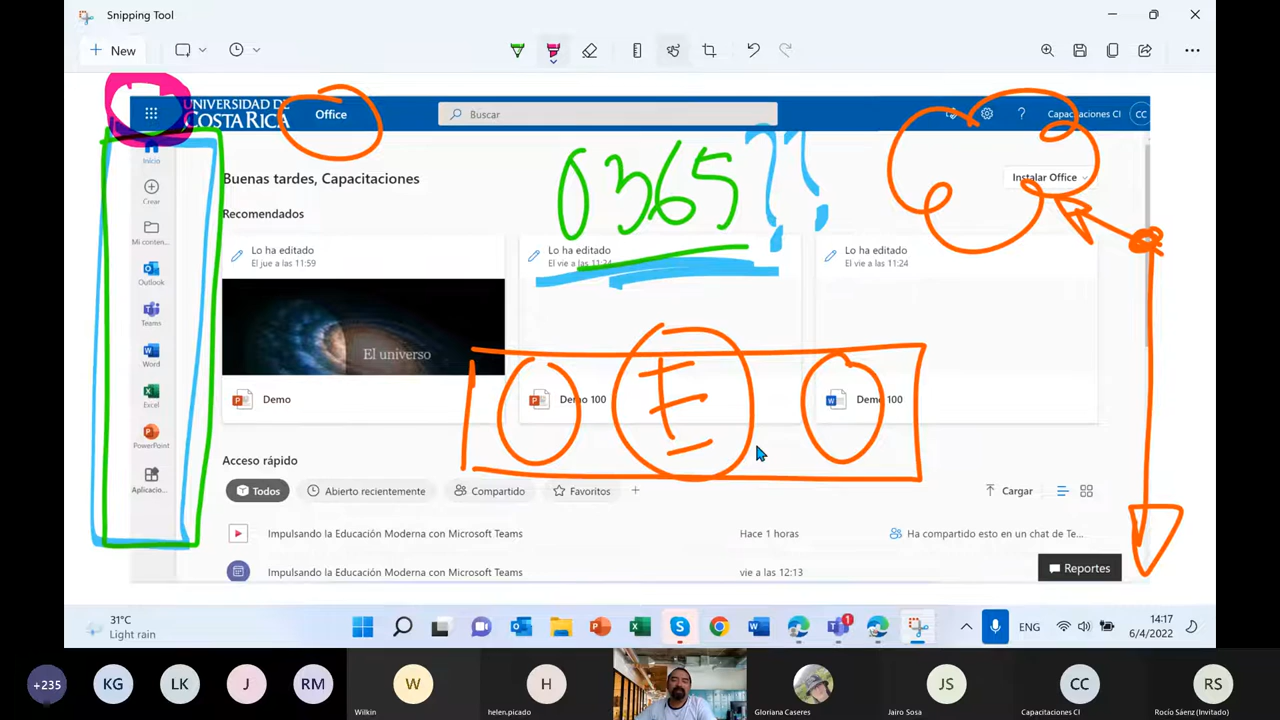 Snipping Tool
New
UNIVERSIDAD DE
COSTA RICA
Office
Buscar
Capacitaciones CI
CC
Inicio
Crear
Mi conten...
Outlook
Teams
Word
Excel
PowerPoint
Aplicacio...
Buenas tardes, Capacitaciones
Instalar Office
O365??
Recomendados
Lo ha editado
El jue a las 11:59
Lo ha editado
El vie a las 11:24
Lo ha editado
El vie a las 11:24
El universo
E
Demo
Demo 100
Demo 100
Acceso rápido
Todos
Abierto recientemente
Compartido
Favoritos
Cargar
Impulsando la Educación Moderna con Microsoft Teams
Hace 1 horas
Ha compartido esto en un chat de Te...
Impulsando la Educación Moderna con Microsoft Teams
vie a las 12:13
Reportes
31°C
Light rain
1
ENG
14:17
6/4/2022
+235
KG
LK
J
RM
W
Wilkin
H
helen.picado
Gloriana Caseres
JS
Jairo Sosa
CC
Capacitaciones CI
RS
Rocío Sáenz (Invitado)